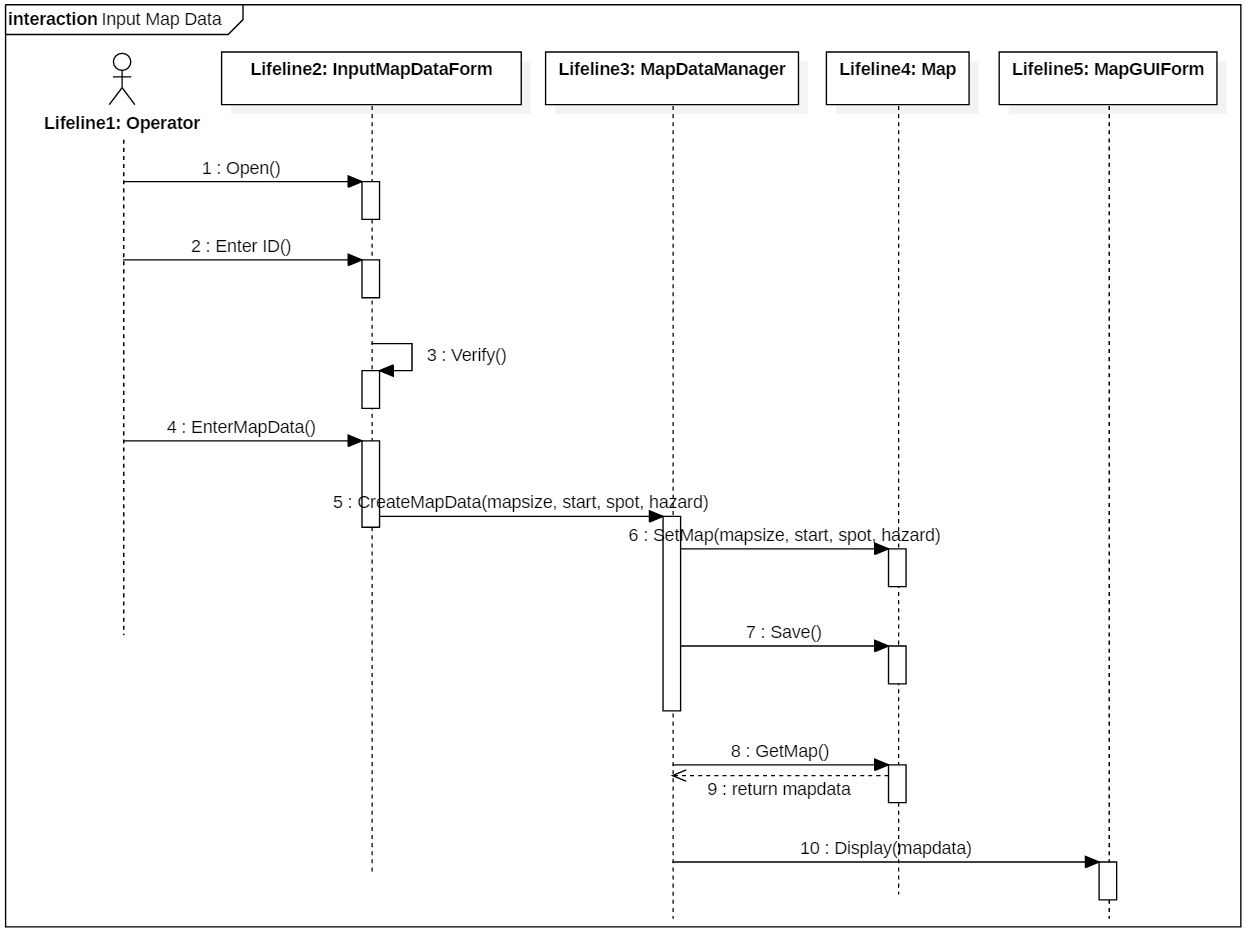 interaction Input Map Data
Lifeline2: InputMapDataForm
Lifeline3: MapDataManager
Lifeline4: Map
Lifeline5: MapGUIForm
Lifeline1: Operator
1 : Open()
2 : Enter ID()
3 : Verify()
4 : EnterMapData()
5 : CreateMapData(mapsize, start, spot, hazard)
6 : SetMap(mapsize, start, spot, hazard)
7 : Save()
8 : GetMap()
9 : return mapdata
10 : Display(mapdata)